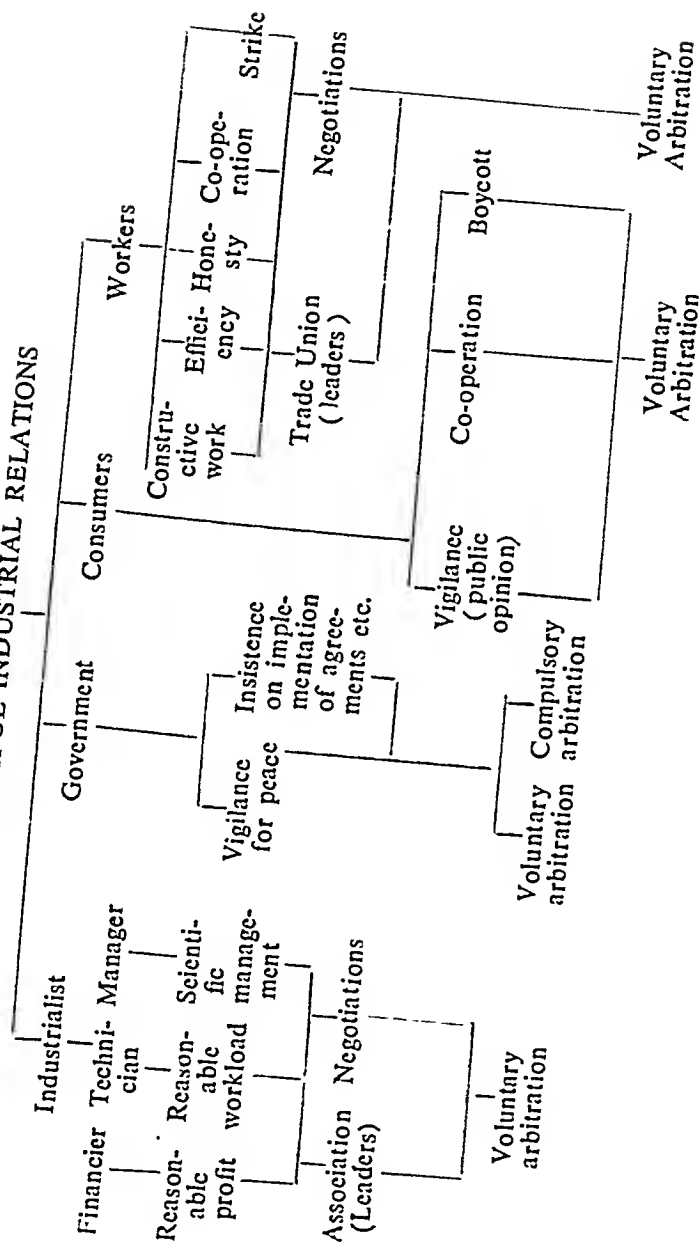 INDUSTRIAL RELATIONS
Industrialist
Government
Consumers
Workers
Financier
Techni-
cian
Manager
Reason-
able
profit
Reason-
able
workload
Scienti-
fic
manage-
ment
Association
(Leaders)
Negotiations
Voluntary
arbitration
Vigilance
for peace
Insistence
on imple-
mentation
of agree-
ments etc.
Voluntary
arbitration
Compulsory
arbitration
Vigilance
( public
opinion)
Co-operation
Boycott
Voluntary
Arbitration
Constru-
ctive
work
Effici-
ency
Hone-
sty
Co-ope-
ration
Strike
Trade Union
( leaders )
Negotiations
Voluntary
Arbitration